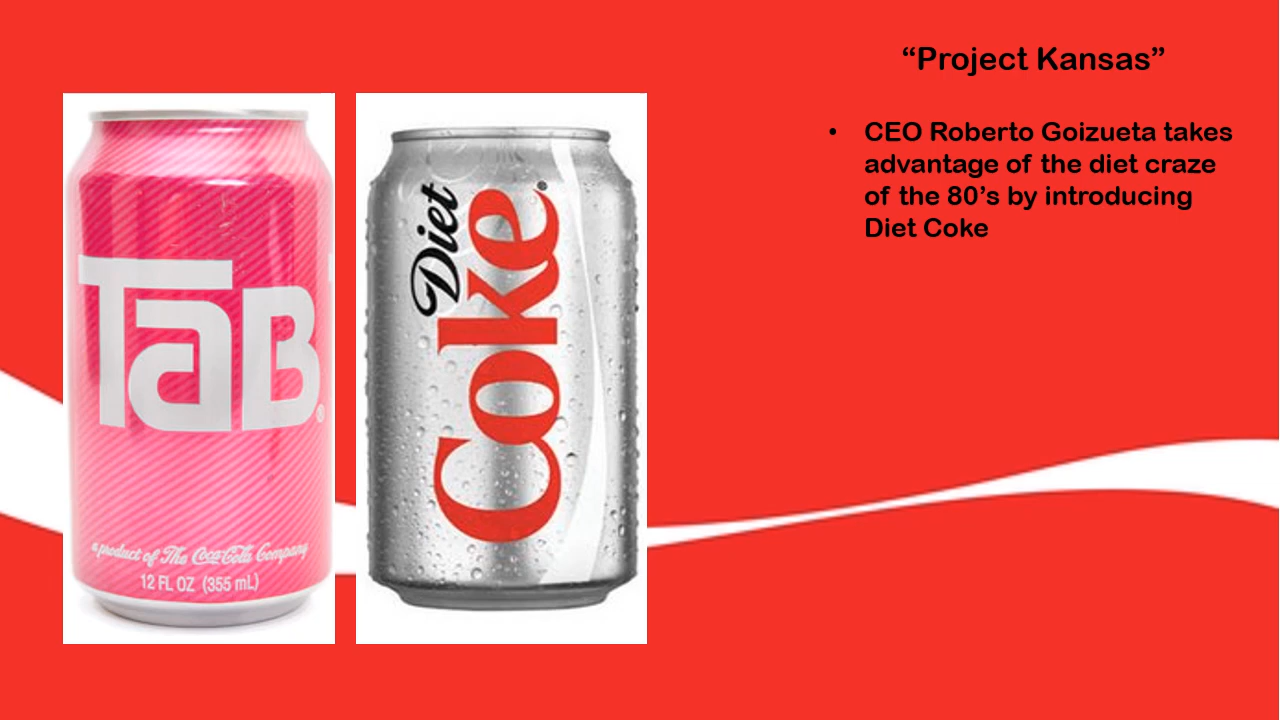 “Project Kansas”
• CEO Roberto Goizueta takes
advantage of the diet craze
of the 80’s by introducing
Diet Coke
TaB.
a product of The Coca-Cola Company
12 FL OZ (355 mL)
Diet
Coke®